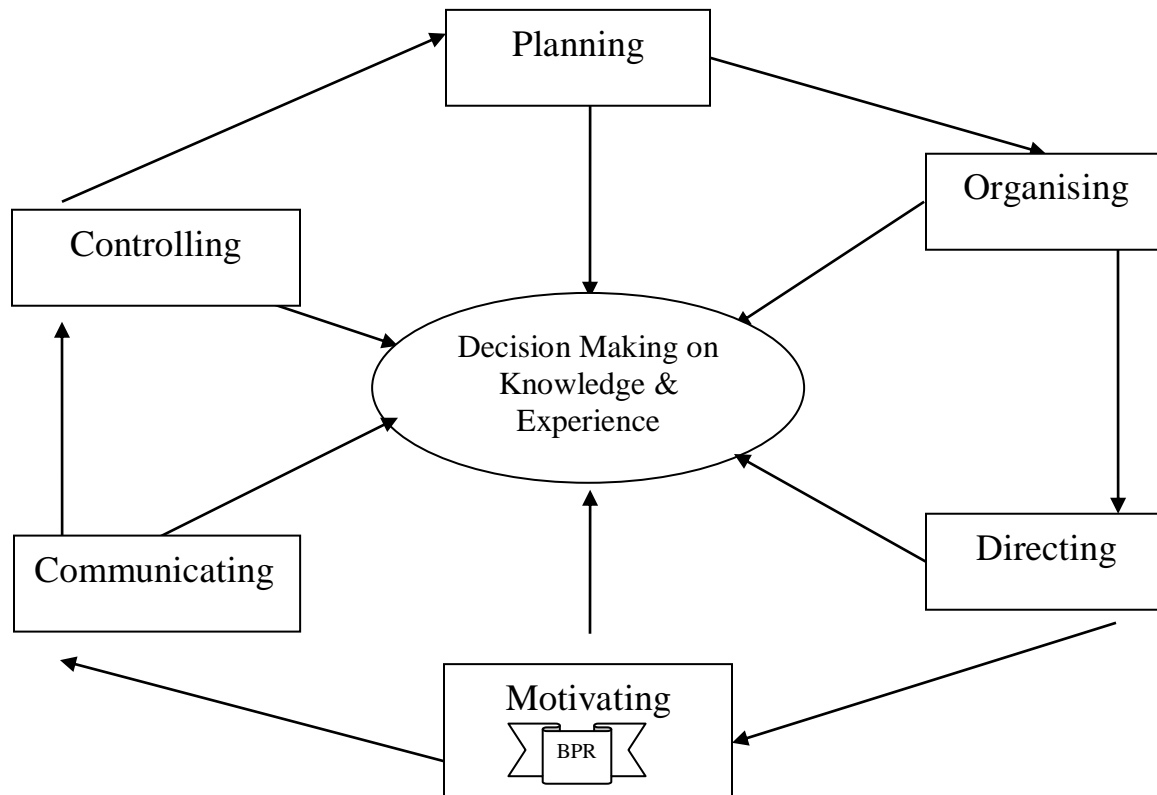 Planning
Organising
Controlling
Decision Making on
Knowledge &
Experience
Directing
Communicating
Motivating
BPR